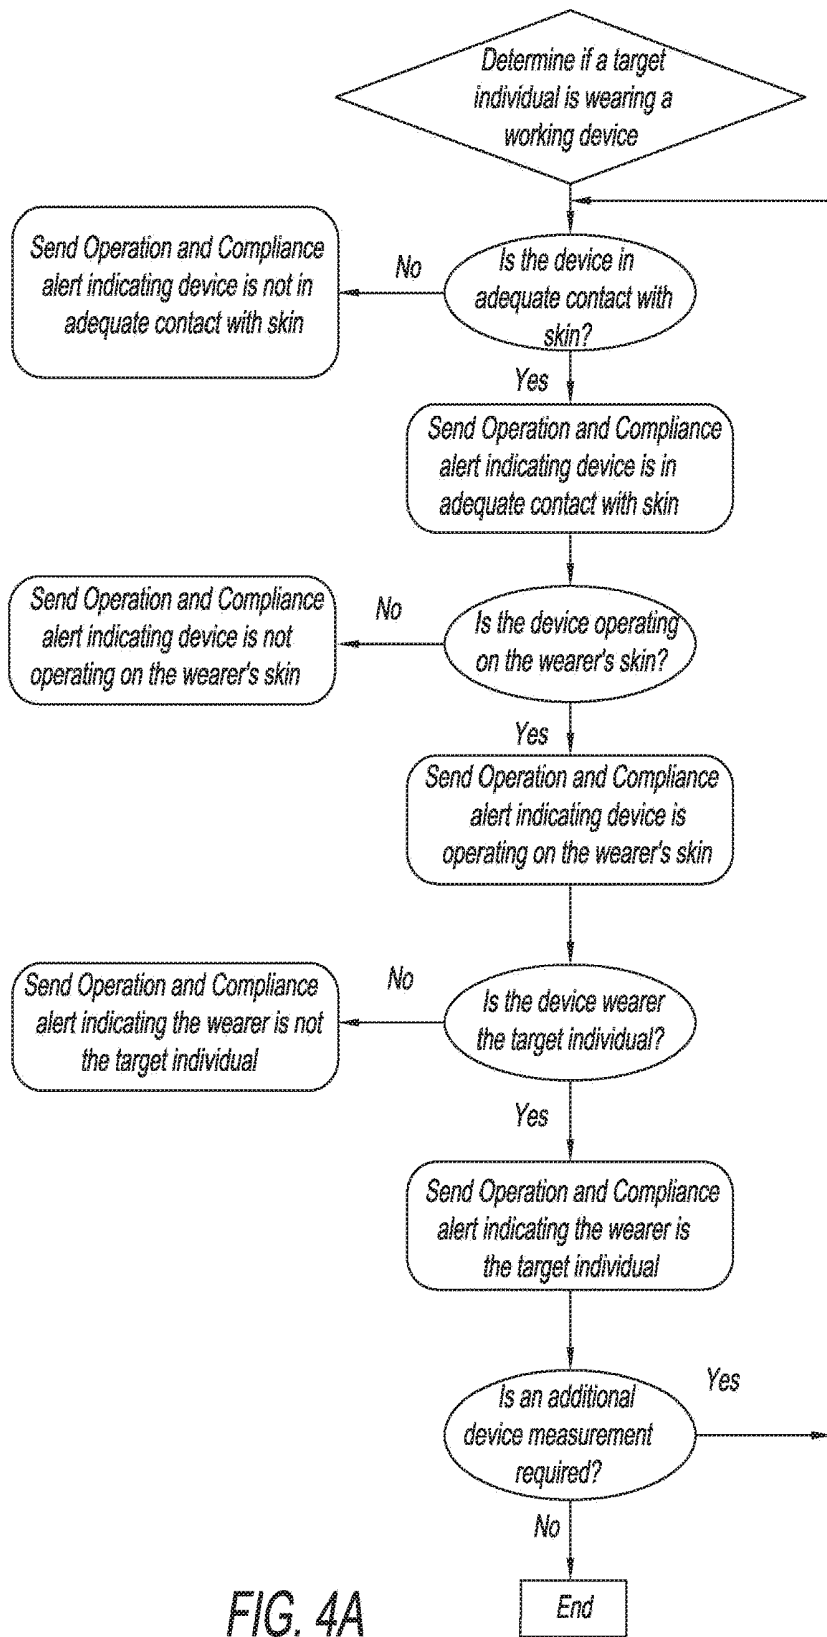 Determine if a target
individual is wearing a
working device
Is the device in
adequate contact with
skin?
No
Send Operation and Compliance
alert indicating device is not in
adequate contact with skin
Yes
Send Operation and Compliance
alert indicating device is in
adequate contact with skin
Is the device operating
on the wearer's skin?
No
Send Operation and Compliance
alert indicating device is not
operating on the wearer's skin
Yes
Send Operation and Compliance
alert indicating device is
operating on the wearer's skin
Is the device wearer
the target individual?
No
Send Operation and Compliance
alert indicating the wearer is not
the target individual
Yes
Send Operation and Compliance
alert indicating the wearer is
the target individual
Is an additional
device measurement
required?
Yes
No
End
FIG. 4A